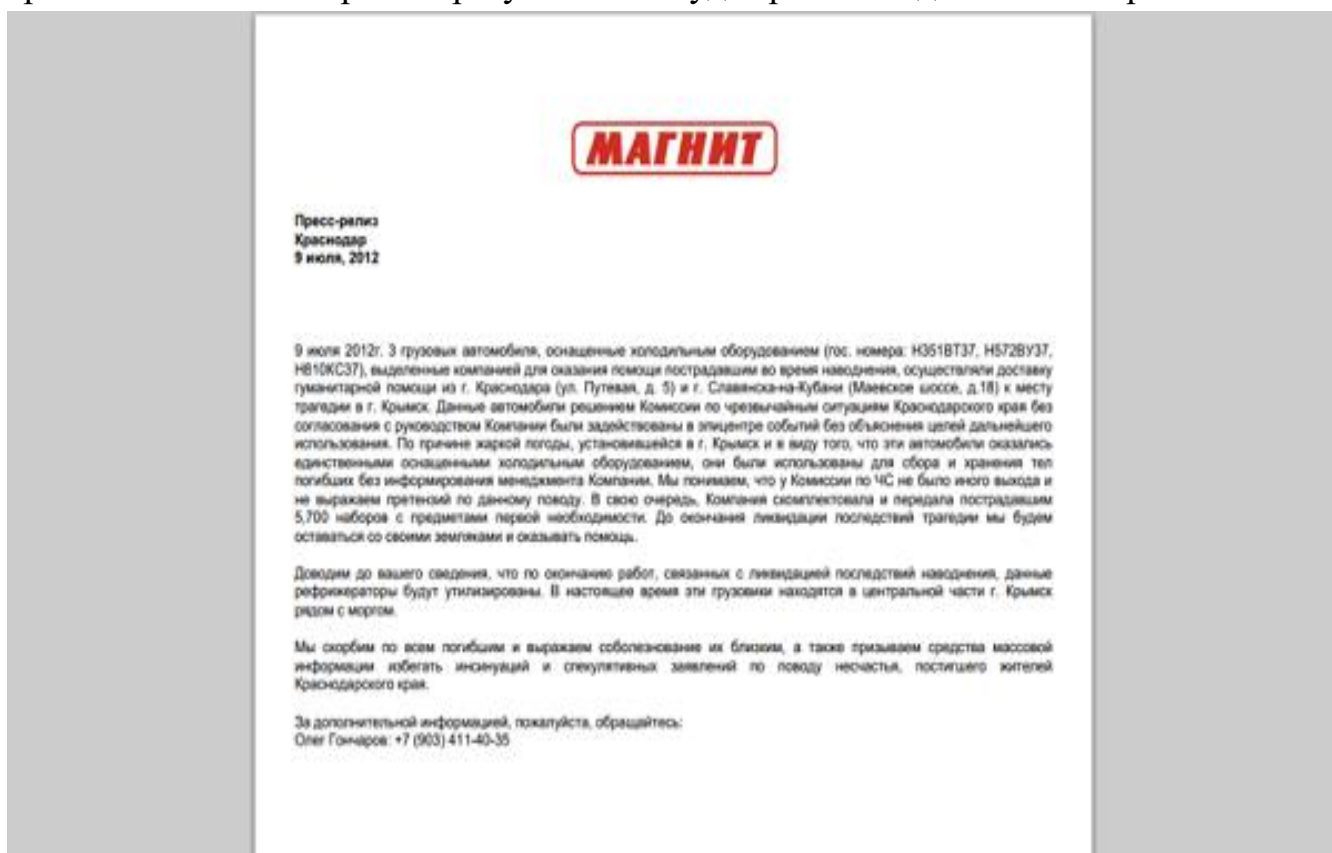 МАГНИТ
Пресс-релиз
Краснодар
9 июля, 2012
9 июля 2012г. 3 грузовых автомобиля, оснащенные холодильным оборудованием (гос. номера: Н351ВТ37, Н572ВУ37,
Н810КС37), выделенные компанией для оказания помощи пострадавшим во время наводнения, осуществляли доставку
гуманитарной помощи из г. Краснодара (ул. Путевая, д. 5) и г. Славянска-на-Кубани (Маевское шоссе, д.18) к месту
трагедии в г. Крымск. Данные автомобили решением Комиссии по чрезвычайным ситуациям Краснодарского края без
согласования с руководством Компании были задействованы в эпицентре событий без объяснения целей дальнейшего
использования. По причине жаркой погоды, установившейся в г. Крымск и в виду того, что эти автомобили оказались
единственными оснащенными холодильным оборудованием, они были использованы для сбора и хранения тел
погибших без информирования менеджмента Компании. Мы понимаем, что у Комиссии по ЧС не было иного выхода и
не выражаем претензий по данному поводу. В свою очередь, Компания скомплектовала и передала пострадавшим
5,700 наборов с предметами первой необходимости. До окончания ликвидации последствий трагедии мы будем
оставаться со своими земляками и оказывать помощь.
Доводим до вашего сведения, что по окончанию работ, связанных с ликвидацией последствий наводнения, данные
рефрижераторы будут утилизированы. В настоящее время эти грузовики находятся в центральной части г. Крымск
рядом с моргом.
Мы скорбим по всем погибшим и выражаем соболезнование их близким, а также призываем средства массовой
информации избегать инсинуаций и спекулятивных заявлений по поводу несчастья, постигшего жителей
Краснодарского края.
За дополнительной информацией, пожалуйста, обращайтесь:
Олег Гончаров: +7 (903) 411-40-35